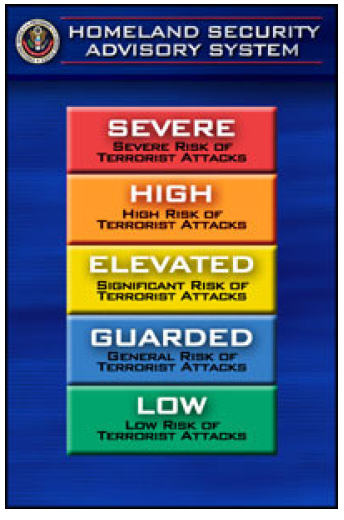 HOMELAND SECURITY
ADVISORY SYSTEM
SEVERE
SEVERE RISK OF
TERRORIST ATTACKS
HIGH
HIGH RISK OF
TERRORIST ATTACKS
ELEVATED
SIGNIFICANT RISK OF
TERRORIST ATTACKS
GUARDED
GENERAL RISK OF
TERRORIST ATTACKS
LOW
LOW RISK OF
TERRORIST ATTACKS